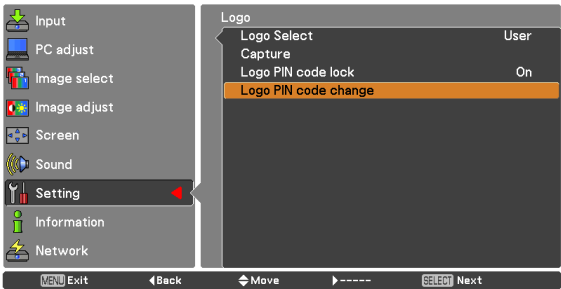 Input
PC adjust
Image select
Image adjust
Screen
Sound
Setting
Information
Network
Logo
Logo Select User
Capture
Logo PIN code lock On
Logo PIN code change
MENU Exit Back Move ----- SELECT Next